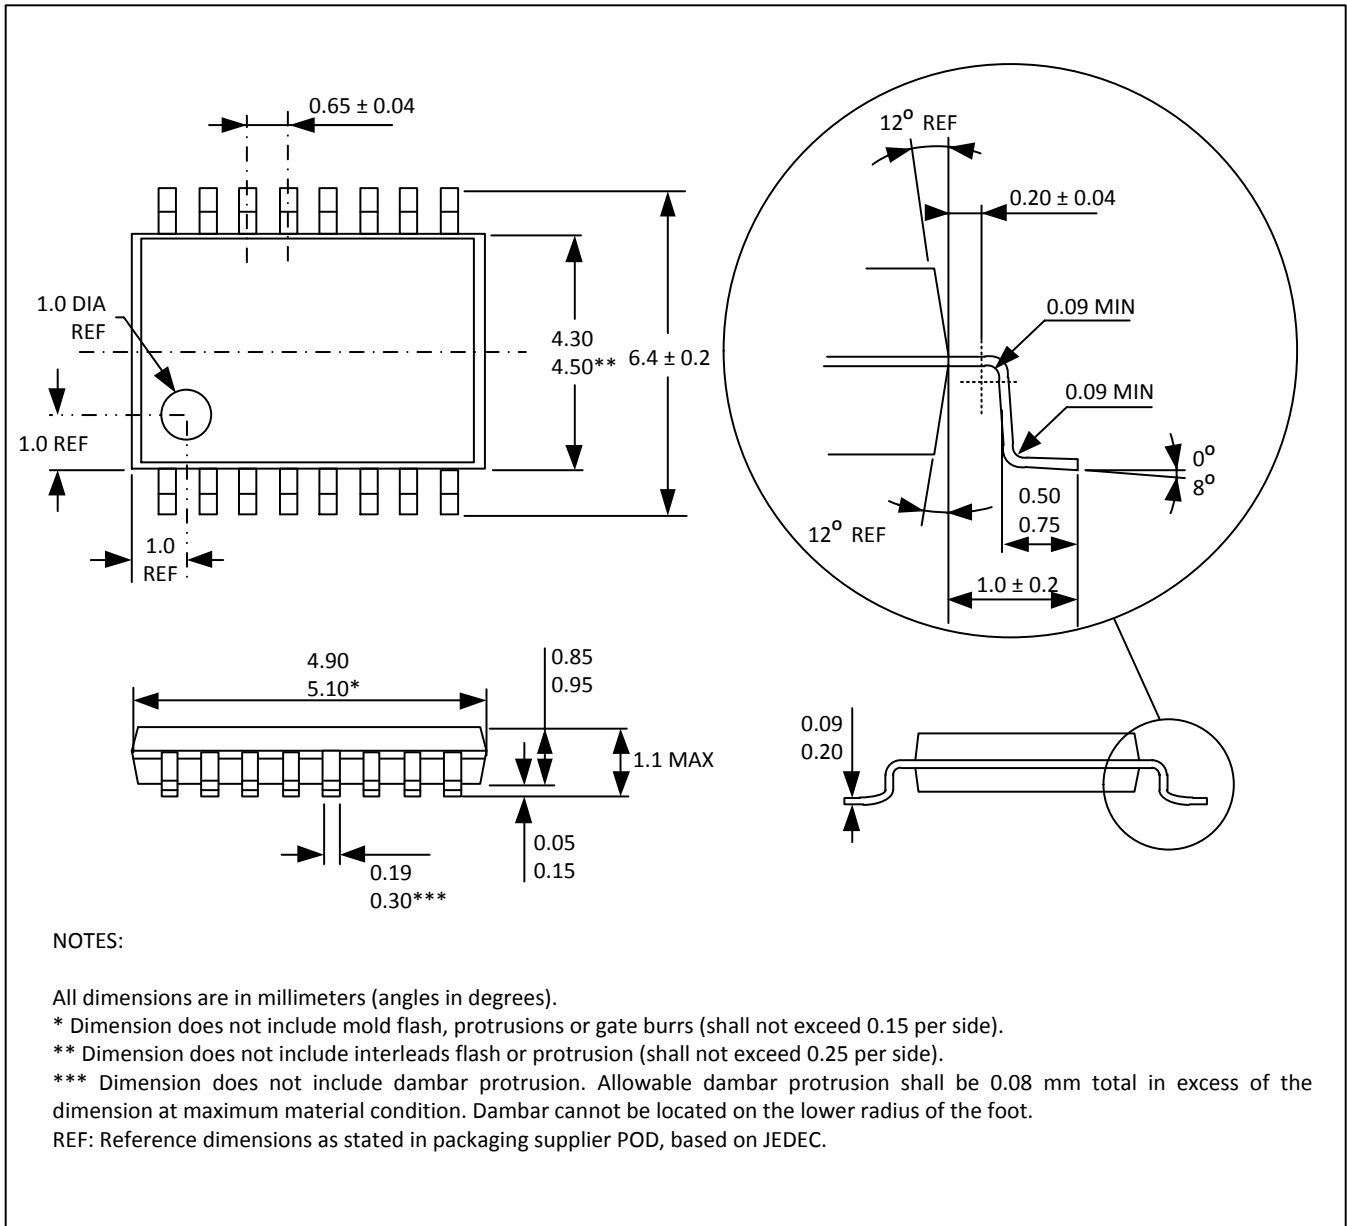 0.65 ± 0.04
12° REF
0.20 ± 0.04
1.0 DIA
REF
0.09 MIN
4.30
4.50**
6.4 ± 0.2
0.09 MIN
1.0 REF
0°
8°
0.50
0.75
12° REF
1.0
REF
1.0 ± 0.2
4.90
5.10*
0.85
0.95
1.1 MAX
0.09
0.20
0.05
0.15
0.19
0.30***
NOTES:
All dimensions are in millimeters (angles in degrees).
* Dimension does not include mold flash, protrusions or gate burrs (shall not exceed 0.15 per side).
** Dimension does not include interleads flash or protrusion (shall not exceed 0.25 per side).
*** Dimension does not include dambar protrusion. Allowable dambar protrusion shall be 0.08 mm total in excess of the
dimension at maximum material condition. Dambar cannot be located on the lower radius of the foot.
REF: Reference dimensions as stated in packaging supplier POD, based on JEDEC.